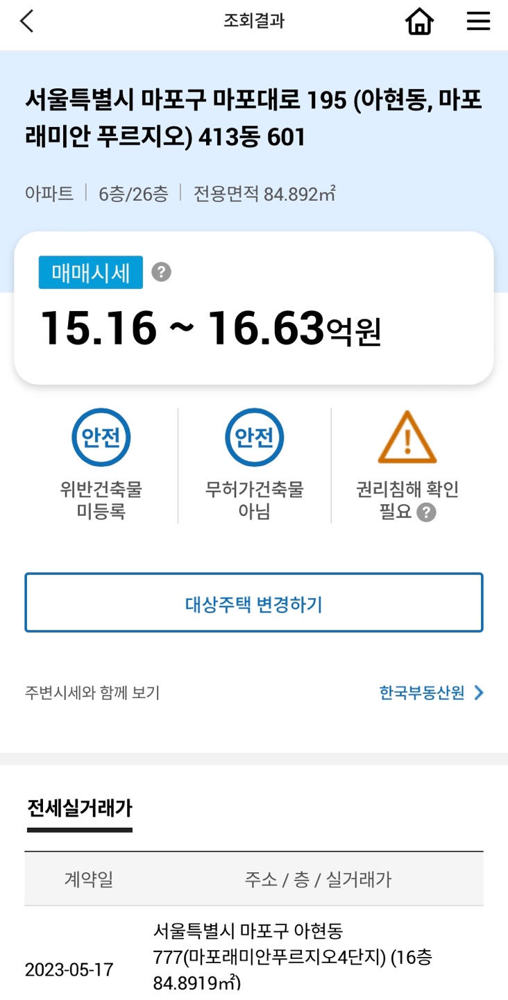 조회결과
서울특별시 마포구 마포대로 195 (아현동, 마포
래미안 푸르지오) 413동 601
아파트 | 6층/26층 | 전용면적 84.892㎡
매매시세 ?
15.16 ~ 16.63억원
안전 안전 !
위반건축물 무허가건축물 권리침해 확인
미등록 아님 필요 ?
대상주택 변경하기
주변시세와 함께 보기 한국부동산원
전세실거래가
계약일 주소 / 층 / 실거래가
서울특별시 마포구 아현동
777(마포래미안푸르지오4단지) (16층
2023-05-17
84.8919㎡)